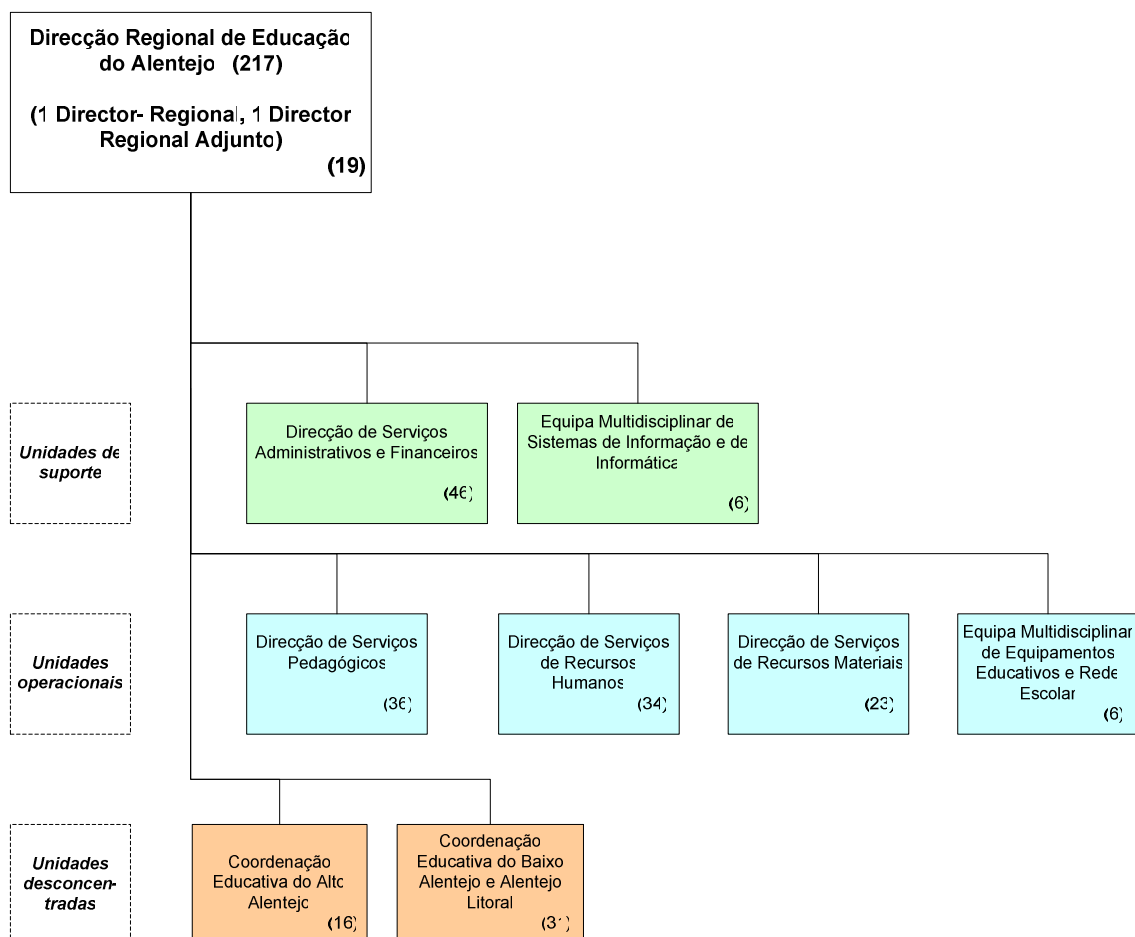 Direcção Regional de Educação
do Alentejo (217)
(1 Director- Regional, 1 Director
Regional Adjunto)
(19)
Unidades de
suporte
Direcção de Serviços
Administrativos e Financeiros
(46)
Equipa Multidisciplinar de
Sistemas de Informação e de
Informática
(6)
Unidades
operacionais
Direcção de Serviços
Pedagógicos
(36)
Direcção de Serviços
de Recursos
Humanos
(34)
Direcção de Serviços
de Recursos Materiais
(23)
Equipa Multidisciplinar
de Equipamentos
Educativos e Rede
Escolar
(6)
Unidades
desconcen-
tradas
Coordenação
Educativa do Alto
Alentejo
(16)
Coordenação
Educativa do Baixo
Alentejo e Alentejo
Litoral
(31)